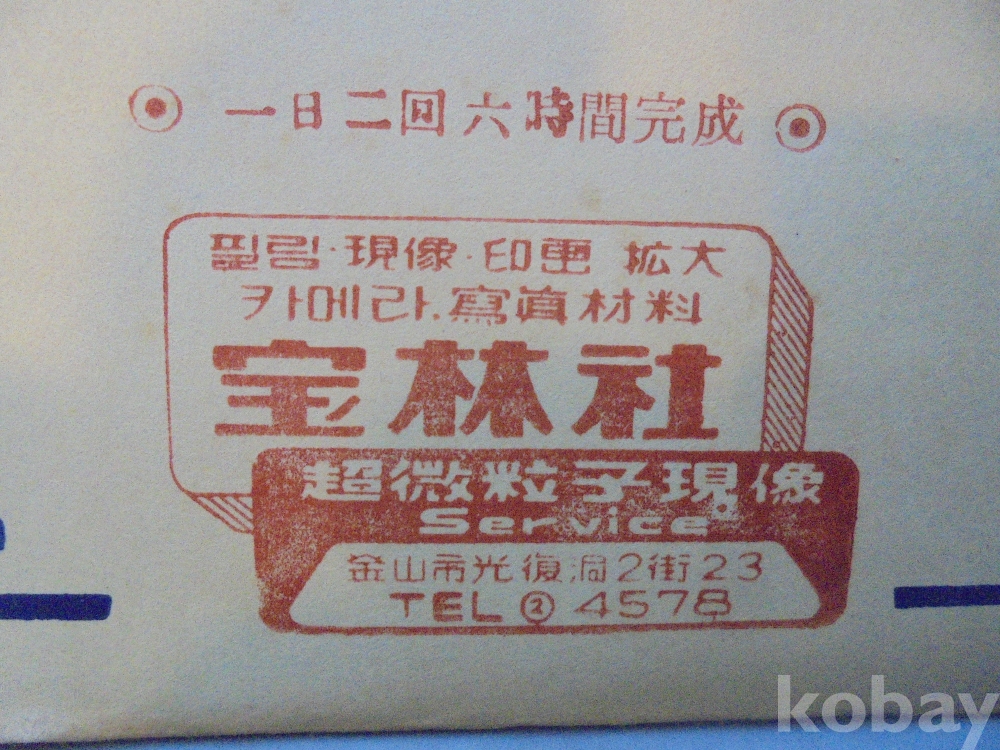 一日二回六時間完成
필림·現像·印画 拡大
카메라.寫眞材料
宝林社
超微粒子現像
Service
釜山市光復洞2街23
TEL ② 4578
kobay